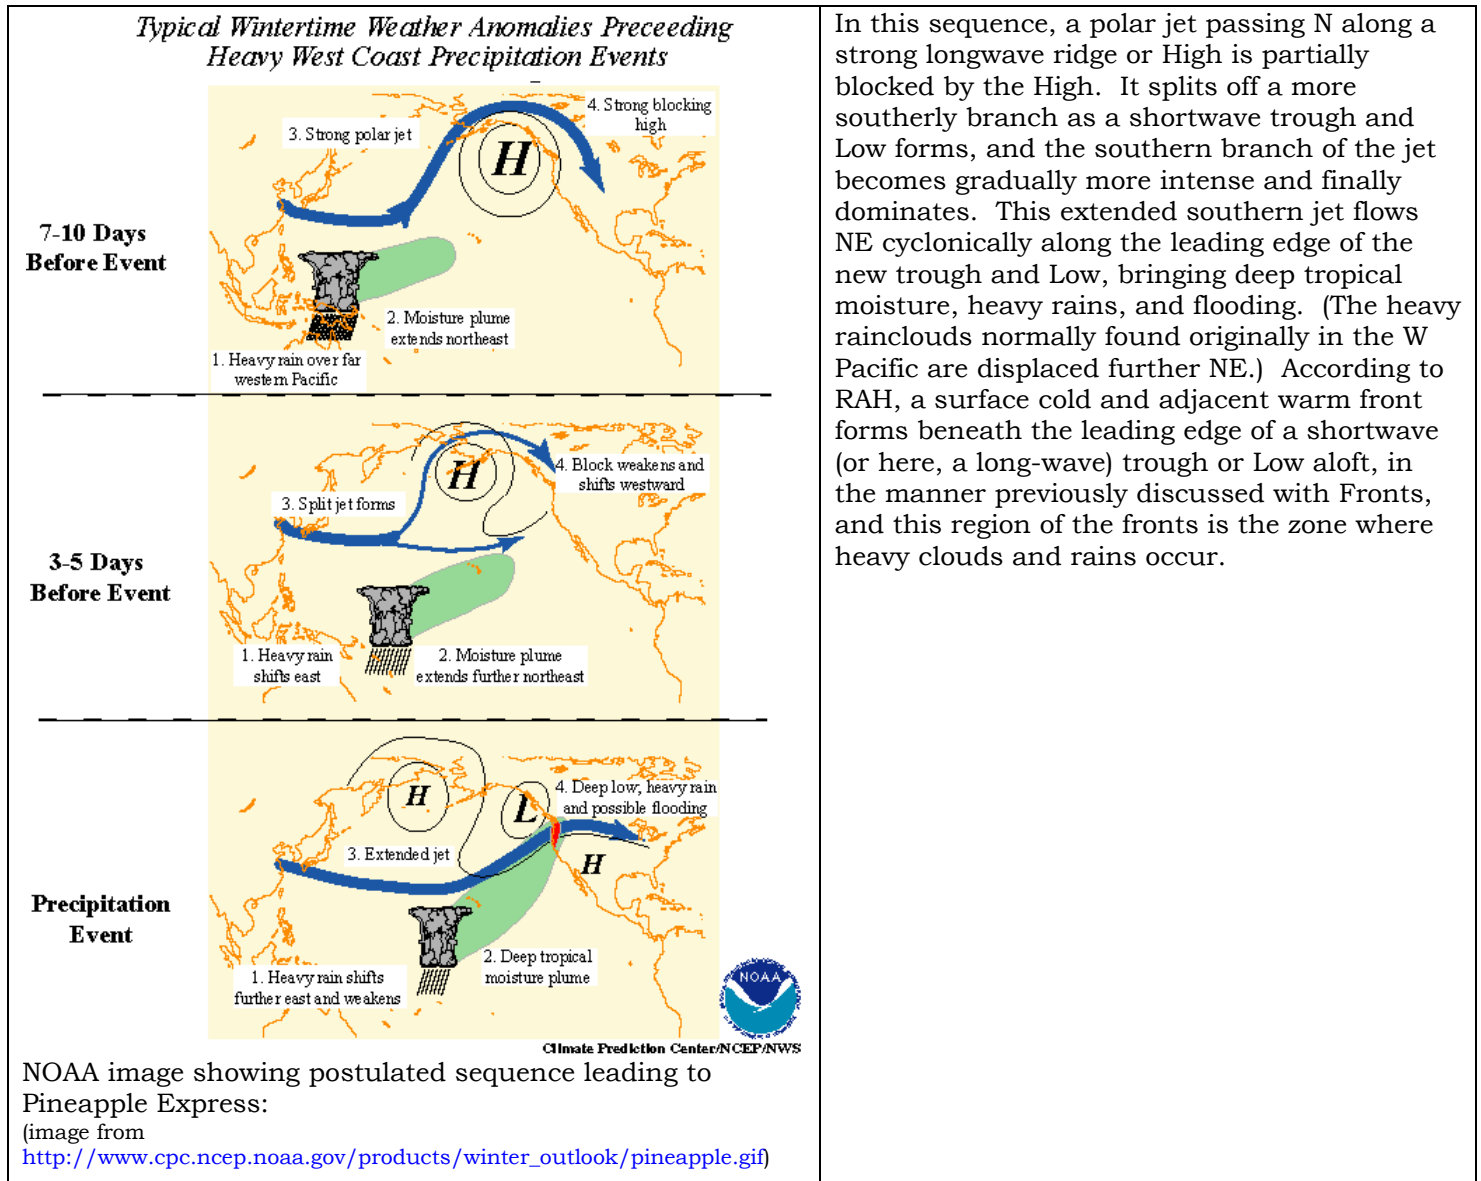 Typical Wintertime Weather Anomalies Preceeding
Heavy West Coast Precipitation Events
7-10 Days
Before Event
3. Strong polar jet
4. Strong blocking
high
H
2. Moisture plume
extends northeast
1. Heavy rain over far
western Pacific
3-5 Days
Before Event
H
4. Block weakens and
shifts westward
3. Split jet forms
1. Heavy rain
shifts east
2. Moisture plume
extends further northeast
Precipitation
Event
H
L
4. Deep low, heavy rain
and possible flooding
3. Extended jet
H
2. Deep tropical
moisture plume
1. Heavy rain shifts
further east and weakens
NOAA
Climate Prediction Center/NCEP/NWS
NOAA image showing postulated sequence leading to
Pineapple Express:
(image from
http://www.cpc.ncep.noaa.gov/products/winter_outlook/pineapple.gif)
In this sequence, a polar jet passing N along a
strong longwave ridge or High is partially
blocked by the High.  It splits off a more
southerly branch as a shortwave trough and
Low forms, and the southern branch of the jet
becomes gradually more intense and finally
dominates.  This extended southern jet flows
NE cyclonically along the leading edge of the
new trough and Low, bringing deep tropical
moisture, heavy rains, and flooding.  (The heavy
rainclouds normally found originally in the W
Pacific are displaced further NE.)  According to
RAH, a surface cold and adjacent warm front
forms beneath the leading edge of a shortwave
(or here, a long-wave) trough or Low aloft, in
the manner previously discussed with Fronts,
and this region of the fronts is the zone where
heavy clouds and rains occur.